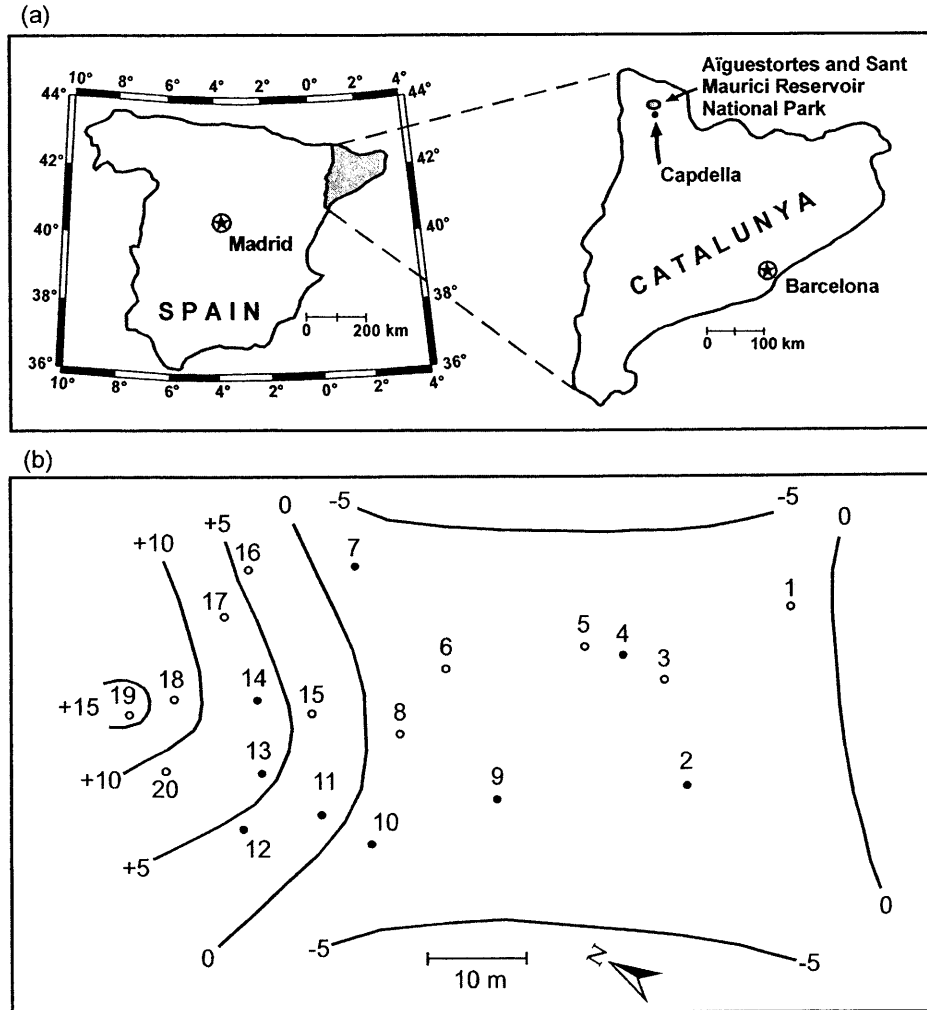 (a)
10° 8° 6° 4° 2° 0° 2° 4°
44° 44°
42° 42°
40° 40°
38° 38°
36° 36°
10° 8° 6° 4° 2° 0° 2° 4°
Madrid
SPAIN
0 200 km
Aïguestortes and Sant
Maurici Reservoir
National Park
Capdella
CATALUNYA
Barcelona
0 100 km
(b)
+10 +5 0 -5 -5 0
16 7 1
17 5 4
6 3
+15 19 18 14 15 8
13 2
+10 20 11 9
12 10
+5
0 -5 -5 0
10 m
N